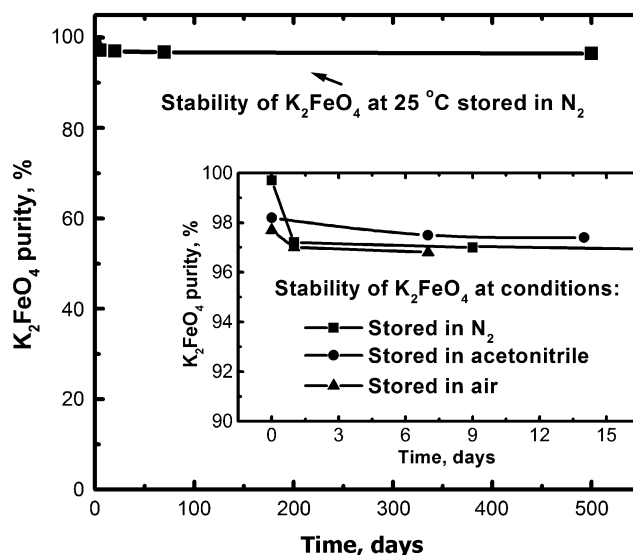 100
80
60
40
20
0
K₂FeO₄ purity, %
Stability of K₂FeO₄ at 25 °C stored in N₂
100
98
96
94
92
90
K₂FeO₄ purity, %
Stability of K₂FeO₄ at conditions:
Stored in N₂
Stored in acetonitrile
Stored in air
0 3 6 9 12 15
Time, days
0 100 200 300 400 500
Time, days